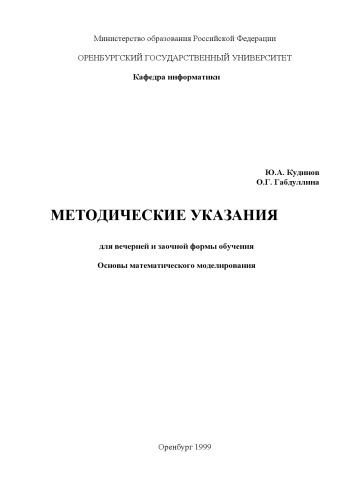 Министерство образования Российской Федерации
ОРЕНБУРГСКИЙ ГОСУДАРСТВЕННЫЙ УНИВЕРСИТЕТ
Кафедра информатики
Ю.А. Кудинов
О.Г. Габдуллина
МЕТОДИЧЕСКИЕ УКАЗАНИЯ
для вечерней и заочной формы обучения
Основы математического моделирования
Оренбург 1999